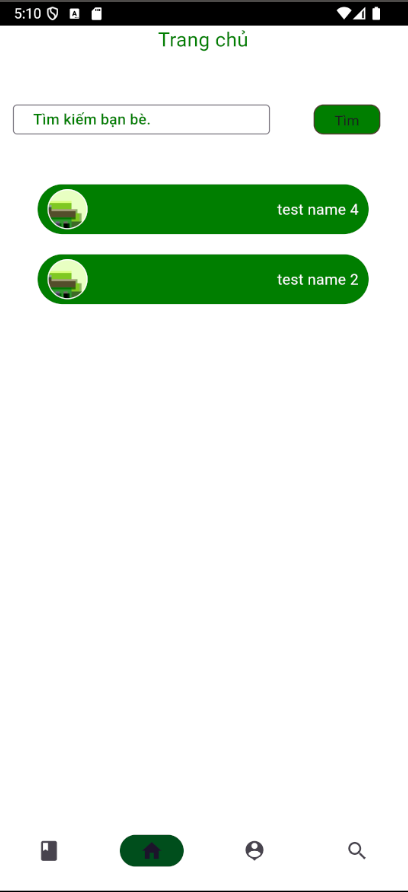 5:10
Trang chủ
Tìm kiếm bạn bè.
Tìm
test name 4
test name 2